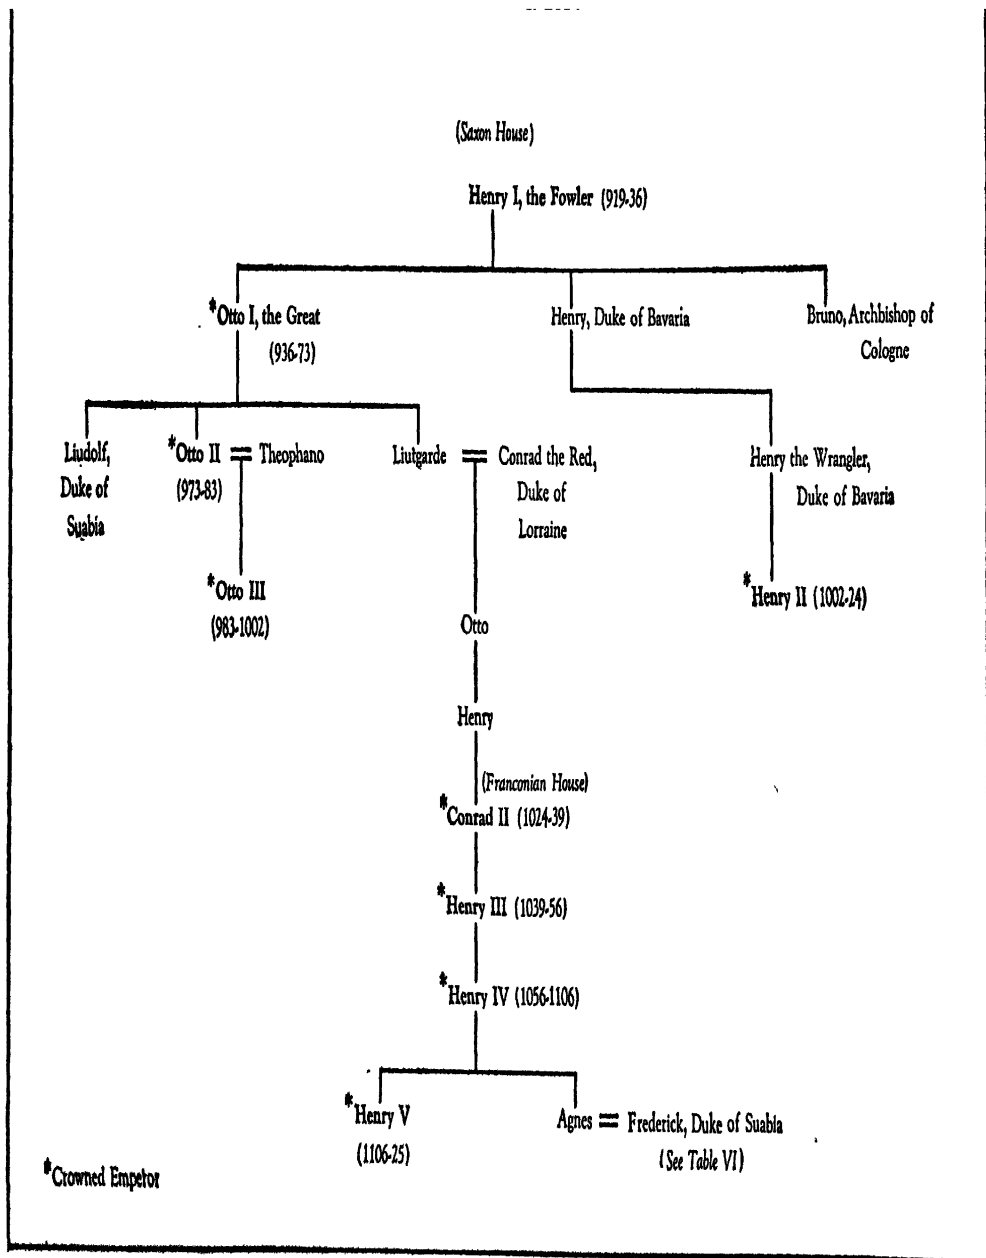 (Saxon House)
Henry I, the Fowler (919-36)
*Otto I, the Great
(936-73)
Henry, Duke of Bavaria
Bruno, Archbishop of
Cologne
Liudolf,
Duke of
Suabia
*Otto II = Theophano
(973-83)
Liutgarde = Conrad the Red,
Duke of
Lorraine
Henry the Wrangler,
Duke of Bavaria
*Otto III
(983-1002)
*Henry II (1002-24)
Otto
Henry
(Franconian House)
*Conrad II (1024-39)
*Henry III (1039-56)
*Henry IV (1056-1106)
*Henry V
(1106-25)
Agnes = Frederick, Duke of Suabia
(See Table VI)
*Crowned Emperor